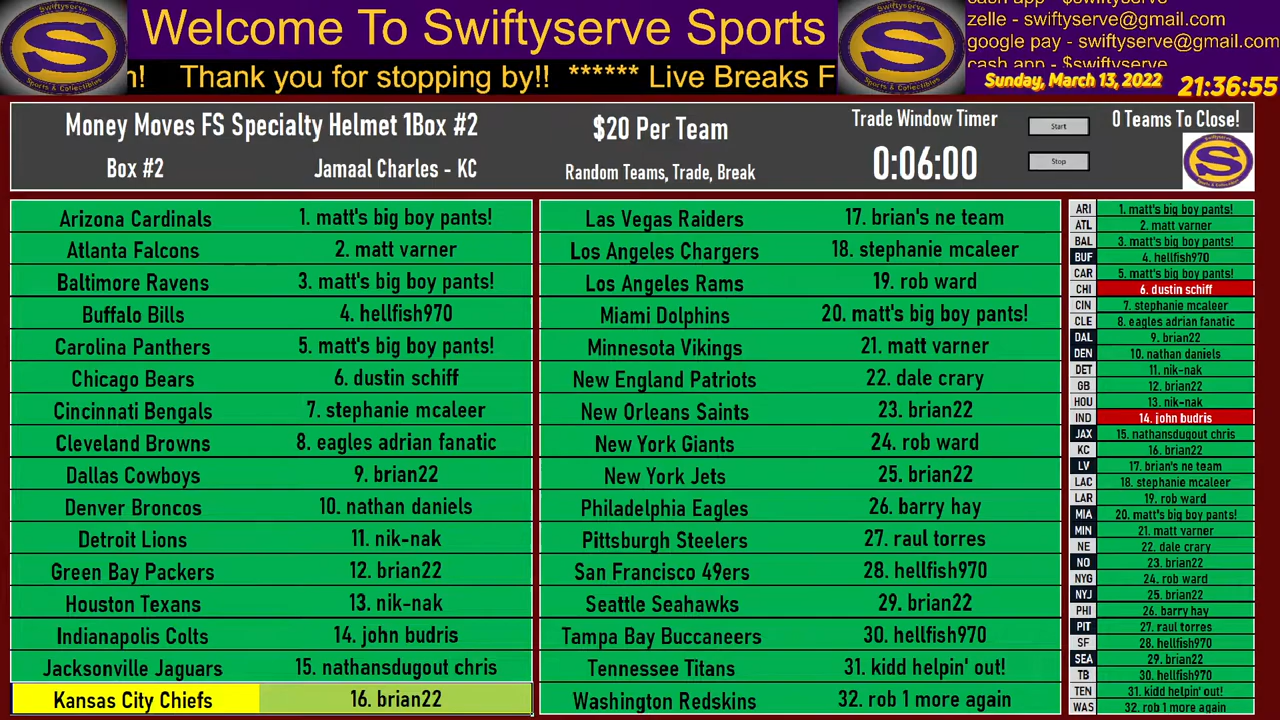 Welcome To Swiftyserve Sports
cash app - $swiftyserve
zelle - swiftyserve@gmail.com
google pay - swiftyserve@gmail.com
cash app - $swiftyserve
n! Thank you for stopping by!! ****** Live Breaks F
Sunday, March 13, 2022 21:36:55
Swiftyserve
S
Sports & Collectibles
Swiftyserve
S
Sports & Collectibles
Money Moves FS Specialty Helmet 1Box #2
Box #2 Jamaal Charles - KC
$20 Per Team
Random Teams, Trade, Break
Trade Window Timer
0:06:00
Start
Stop
0 Teams To Close!
S
Arizona Cardinals 1. matt's big boy pants!
Atlanta Falcons 2. matt varner
Baltimore Ravens 3. matt's big boy pants!
Buffalo Bills 4. hellfish970
Carolina Panthers 5. matt's big boy pants!
Chicago Bears 6. dustin schiff
Cincinnati Bengals 7. stephanie mcaleer
Cleveland Browns 8. eagles adrian fanatic
Dallas Cowboys 9. brian22
Denver Broncos 10. nathan daniels
Detroit Lions 11. nik-nak
Green Bay Packers 12. brian22
Houston Texans 13. nik-nak
Indianapolis Colts 14. john budris
Jacksonville Jaguars 15. nathansdugout chris
Kansas City Chiefs 16. brian22
Las Vegas Raiders 17. brian's ne team
Los Angeles Chargers 18. stephanie mcaleer
Los Angeles Rams 19. rob ward
Miami Dolphins 20. matt's big boy pants!
Minnesota Vikings 21. matt varner
New England Patriots 22. dale crary
New Orleans Saints 23. brian22
New York Giants 24. rob ward
New York Jets 25. brian22
Philadelphia Eagles 26. barry hay
Pittsburgh Steelers 27. raul torres
San Francisco 49ers 28. hellfish970
Seattle Seahawks 29. brian22
Tampa Bay Buccaneers 30. hellfish970
Tennessee Titans 31. kidd helpin' out!
Washington Redskins 32. rob 1 more again
ARI 1. matt's big boy pants!
ATL 2. matt varner
BAL 3. matt's big boy pants!
BUF 4. hellfish970
CAR 5. matt's big boy pants!
CHI 6. dustin schiff
CIN 7. stephanie mcaleer
CLE 8. eagles adrian fanatic
DAL 9. brian22
DEN 10. nathan daniels
DET 11. nik-nak
GB 12. brian22
HOU 13. nik-nak
IND 14. john budris
JAX 15. nathansdugout chris
KC 16. brian22
LV 17. brian's ne team
LAC 18. stephanie mcaleer
LAR 19. rob ward
MIA 20. matt's big boy pants!
MIN 21. matt varner
NE 22. dale crary
NO 23. brian22
NYG 24. rob ward
NYJ 25. brian22
PHI 26. barry hay
PIT 27. raul torres
SF 28. hellfish970
SEA 29. brian22
TB 30. hellfish970
TEN 31. kidd helpin' out!
WAS 32. rob 1 more again